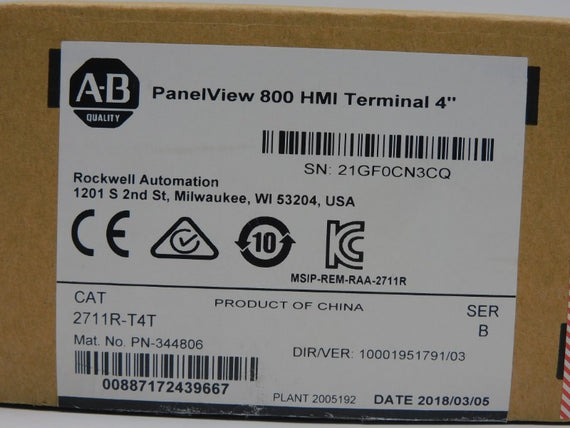 A-B
QUALITY
PanelView 800 HMI Terminal 4"
SN: 21GF0CN3CQ
Rockwell Automation
1201 S 2nd St, Milwaukee, WI 53204, USA
CE
10
KC
MSIP-REM-RAA-2711R
CAT
2711R-T4T
PRODUCT OF CHINA
SER
B
Mat. No. PN-344806
DIR/VER: 10001951791/03
00887172439667
PLANT 2005192
DATE 2018/03/05